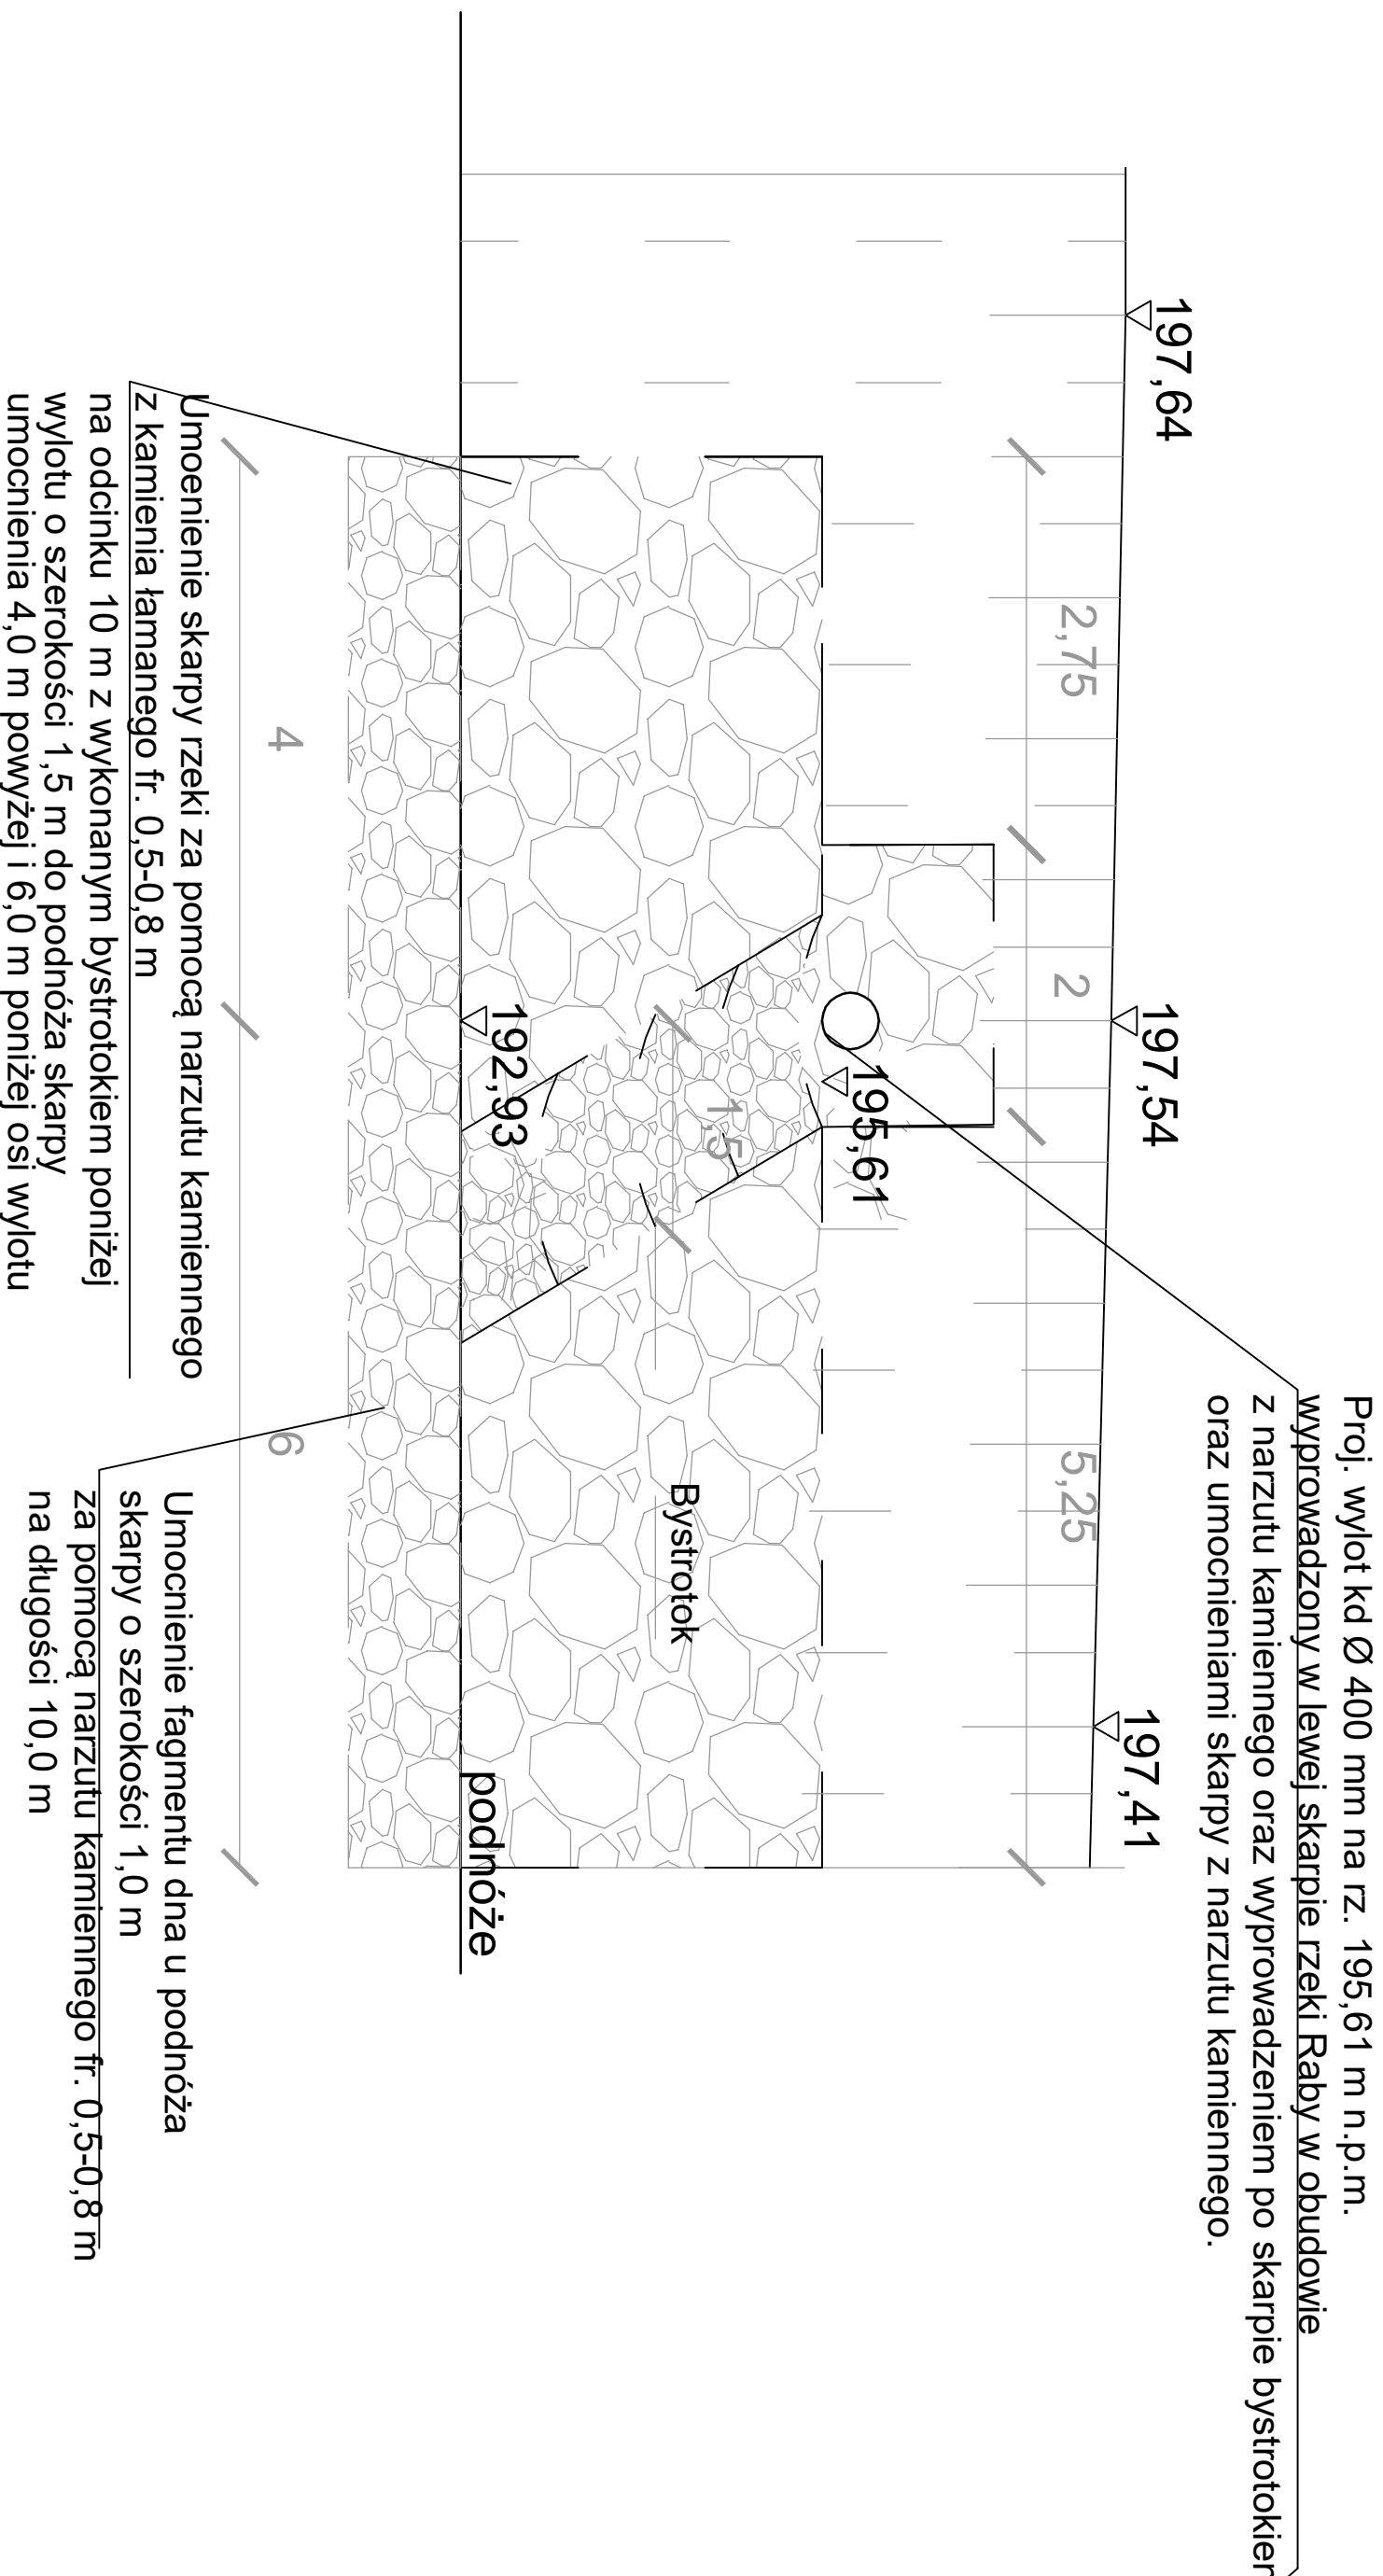 Proj. wylot kd Ø 400 mm na rz. 195,61 m n.p.m.
wyprowadzony w lewej skarpie rzeki Raby w obudowie
z narzutu kamiennego oraz wyprowadzeniem po skarpie bystrotokiem
oraz umocnieniami skarpy z narzutu kamiennego.
197,64
197,54
197,41
2,75
2
5,25
195,61
1,5
Bystrotok
192,93
podnóże
4
6
Umoenienie skarpy rzeki za pomocą narzutu kamiennego
z kamienia łamanego fr. 0,5-0,8 m
na odcinku 10 m z wykonanym bystrotokiem poniżej
wylotu o szerokości 1,5 m do podnóża skarpy
umocnienia 4,0 m powyżej i 6,0 m poniżej osi wylotu
Umocnienie fagmentu dna u podnóża
skarpy o szerokości 1,0 m
za pomocą narzutu kamiennego fr. 0,5-0,8 m
na długości 10,0 m